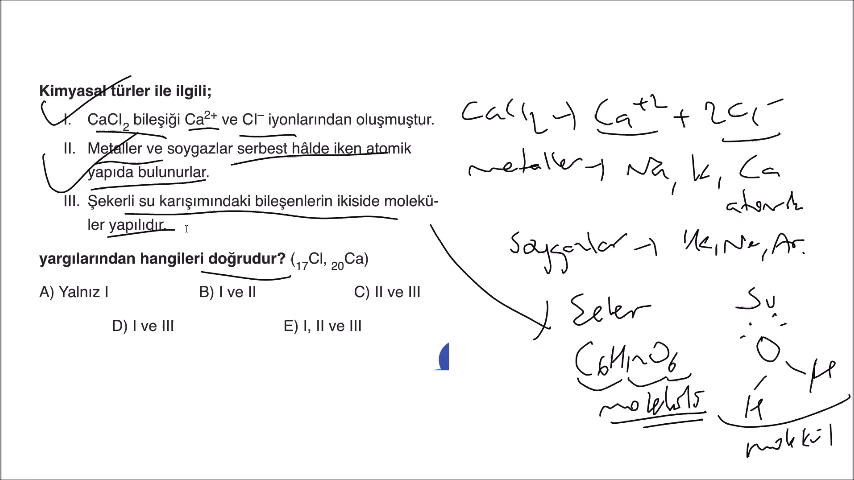 Kimyasal türler ile ilgili;
I. CaCl2 bileşiği Ca2+ ve Cl– iyonlarından oluşmuştur.
II. Metaller ve soygazlar serbest hâlde iken atomik
yapıda bulunurlar.
III. Şekerli su karışımındaki bileşenlerin ikiside molekü-
ler yapılıdır.
yargılarından hangileri doğrudur? (17Cl, 20Ca)
A) Yalnız I B) I ve II C) II ve III
D) I ve III E) I, II ve III
CaCl2 → Ca+2 + 2Cl-
metaller → Na, K, Ca
atomik
Soygazlar → He, Ne, Ar.
Şeker
C6H12O6
Su
O
H
H
molekül